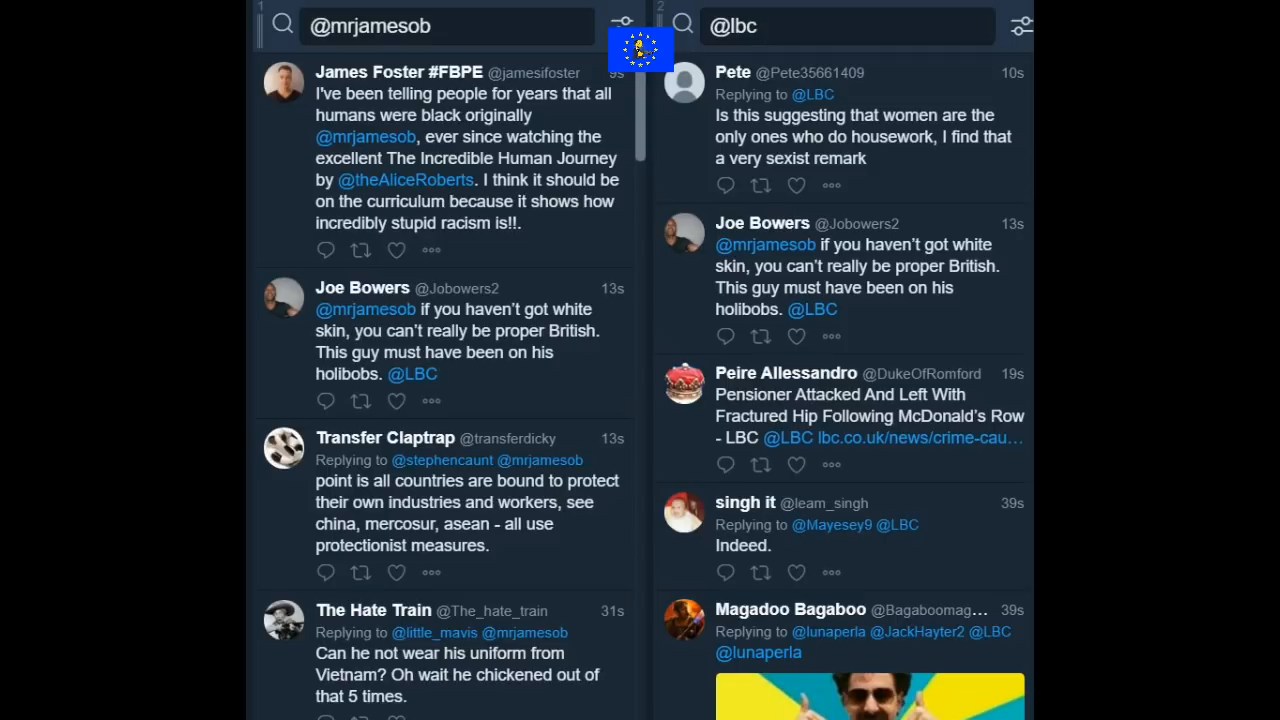 1
@mrjamesob
James Foster #FBPE @jamesifoster 9s
I've been telling people for years that all
humans were black originally
@mrjamesob, ever since watching the
excellent The Incredible Human Journey
by @theAliceRoberts. I think it should be
on the curriculum because it shows how
incredibly stupid racism is!!.
Joe Bowers @Jobowers2 13s
@mrjamesob if you haven’t got white
skin, you can’t really be proper British.
This guy must have been on his
holibobs. @LBC
Transfer Claptrap @transferdicky 13s
Replying to @stephencaunt @mrjamesob
point is all countries are bound to protect
their own industries and workers, see
china, mercosur, asean - all use
protectionist measures.
The Hate Train @The_hate_train 31s
Replying to @little_mavis @mrjamesob
Can he not wear his uniform from
Vietnam? Oh wait he chickened out of
that 5 times.
2
@lbc
Pete @Pete35661409 10s
Replying to @LBC
Is this suggesting that women are the
only ones who do housework, I find that
a very sexist remark
Joe Bowers @Jobowers2 13s
@mrjamesob if you haven’t got white
skin, you can’t really be proper British.
This guy must have been on his
holibobs. @LBC
Peire Allessandro @DukeOfRomford 19s
Pensioner Attacked And Left With
Fractured Hip Following McDonald’s Row
- LBC @LBC lbc.co.uk/news/crime-cau…
singh it @leam_singh 39s
Replying to @Mayesey9 @LBC
Indeed.
Magadoo Bagaboo @Bagaboomag… 39s
Replying to @lunaperla @JackHayter2 @LBC
@lunaperla